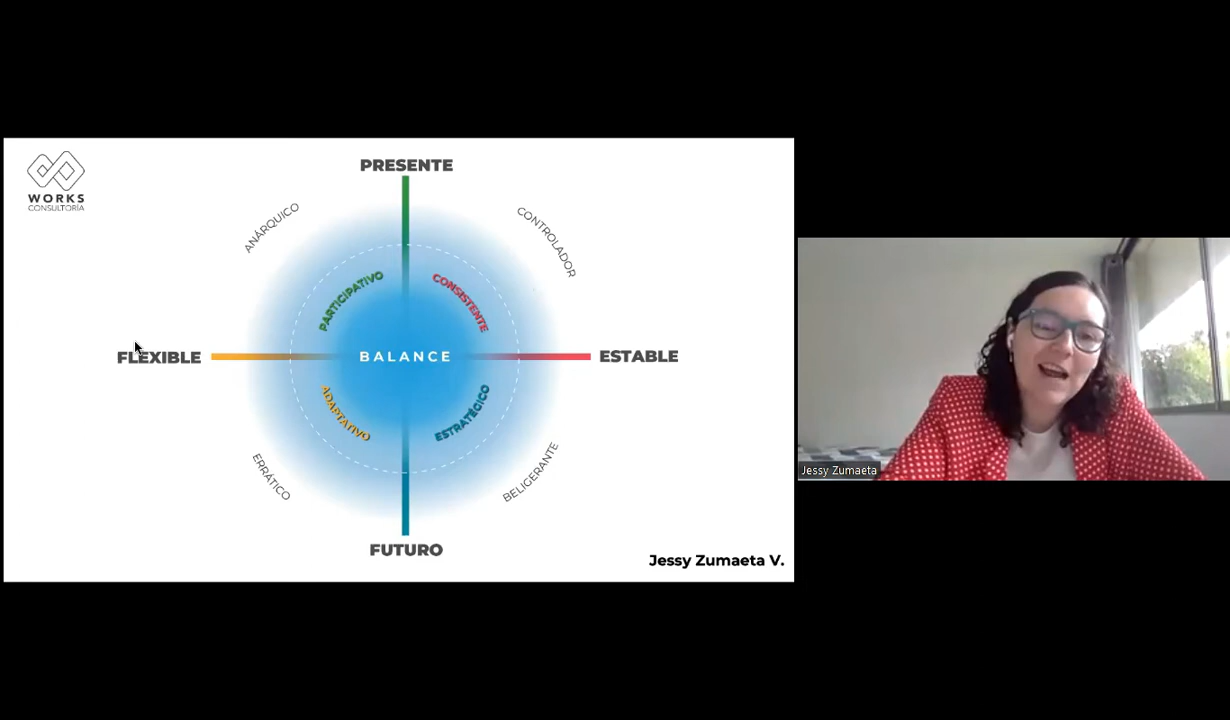 WORKS
CONSULTORÍA
PRESENTE
ANÁRQUICO
CONTROLADOR
PARTICIPATIVO
CONSISTENTE
FLEXIBLE
BALANCE
ESTABLE
ADAPTATIVO
ESTRATÉGICO
ERRÁTICO
BELIGERANTE
FUTURO
Jessy Zumaeta V.
Jessy Zumaeta